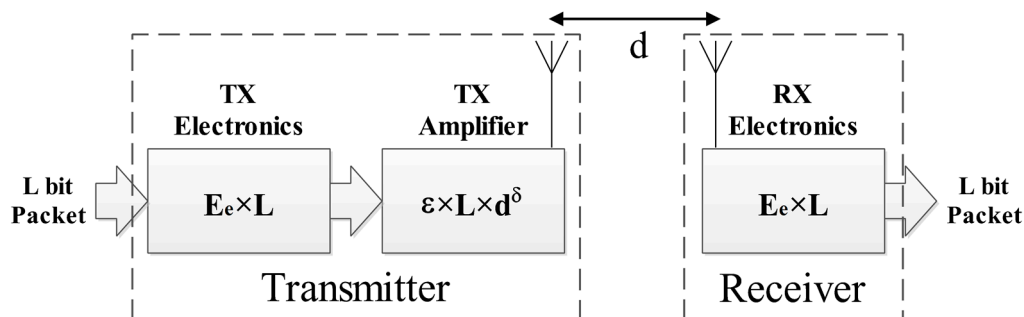 d
TX
Electronics
TX
Amplifier
RX
Electronics
L bit
Packet
Ee×L
ε×L×dδ
Ee×L
L bit
Packet
Transmitter
Receiver